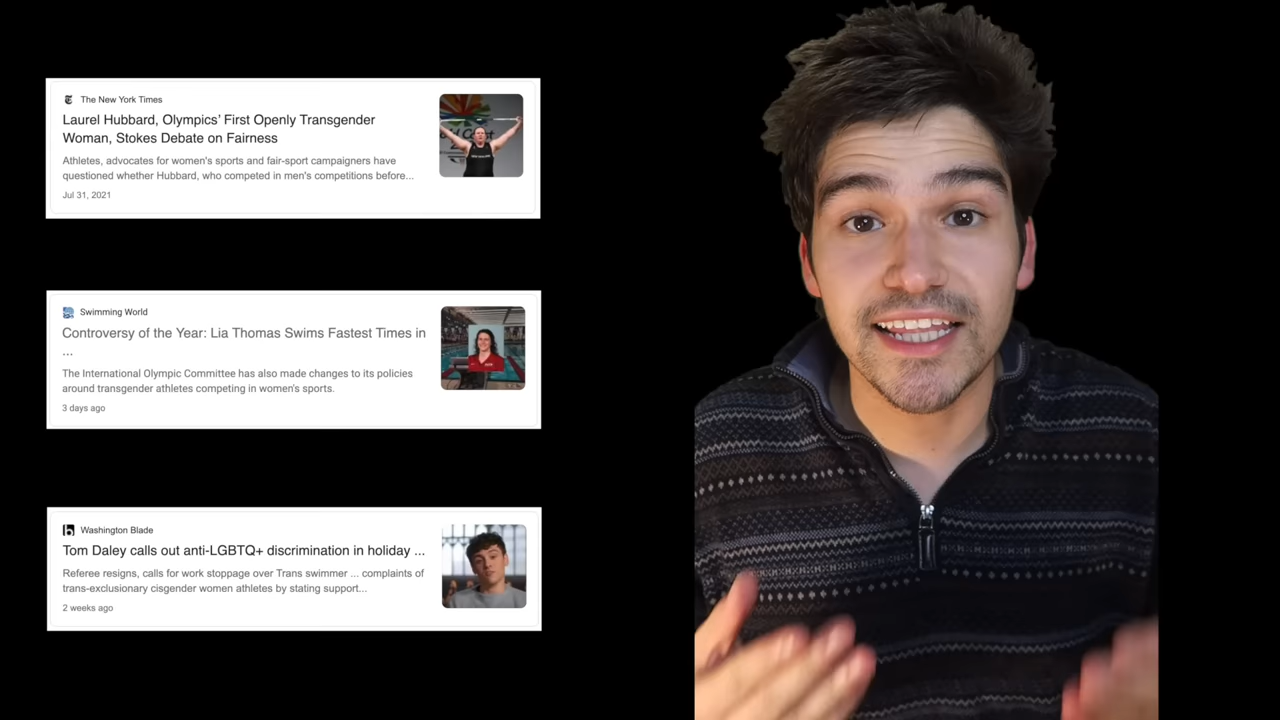 The New York Times
Laurel Hubbard, Olympics’ First Openly Transgender
Woman, Stokes Debate on Fairness
Athletes, advocates for women's sports and fair-sport campaigners have
questioned whether Hubbard, who competed in men's competitions before...
Jul 31, 2021
Swimming World
Controversy of the Year: Lia Thomas Swims Fastest Times in
...
The International Olympic Committee has also made changes to its policies
around transgender athletes competing in women's sports.
3 days ago
Washington Blade
Tom Daley calls out anti-LGBTQ+ discrimination in holiday ...
Referee resigns, calls for work stoppage over Trans swimmer ... complaints of
trans-exclusionary cisgender women athletes by stating support...
2 weeks ago